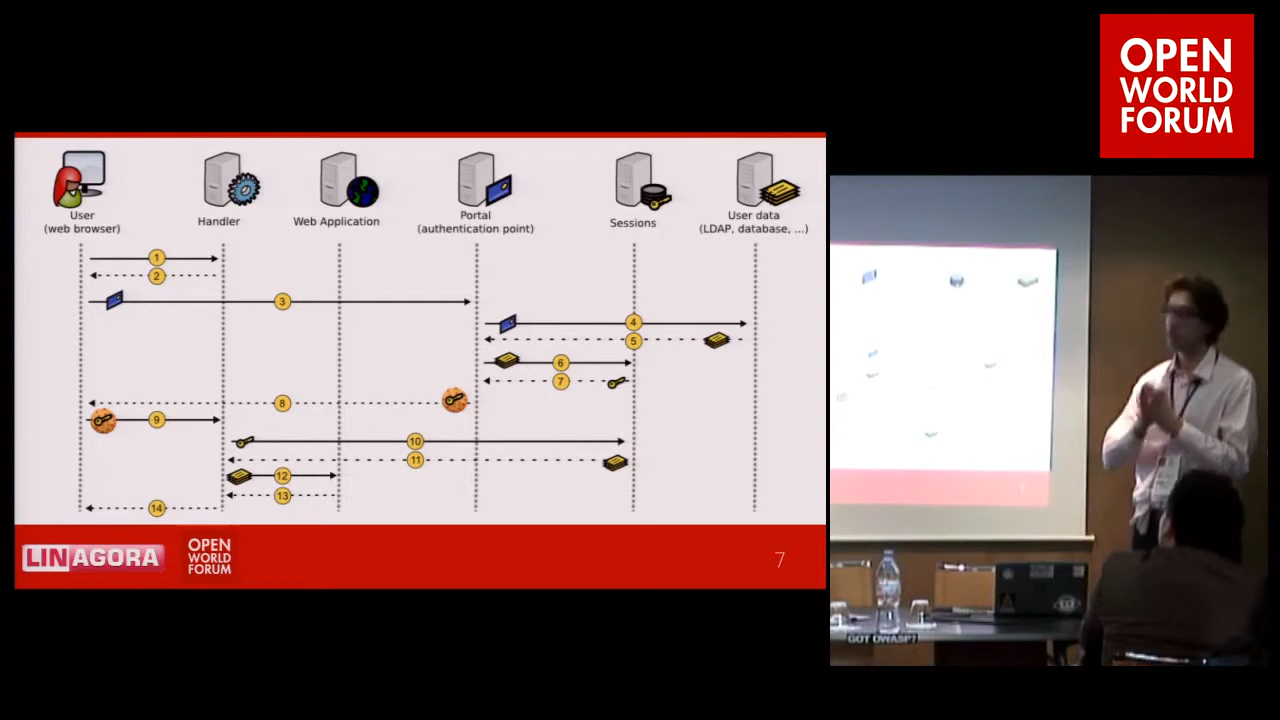 OPEN
WORLD
FORUM
User
(web browser)
Handler
Web Application
Portal
(authentication point)
Sessions
User data
(LDAP, database, ...)
1
2
3
4
5
6
7
8
9
10
11
12
13
14
LINAGORA
OPEN
WORLD
FORUM
7
GOT OWASP?